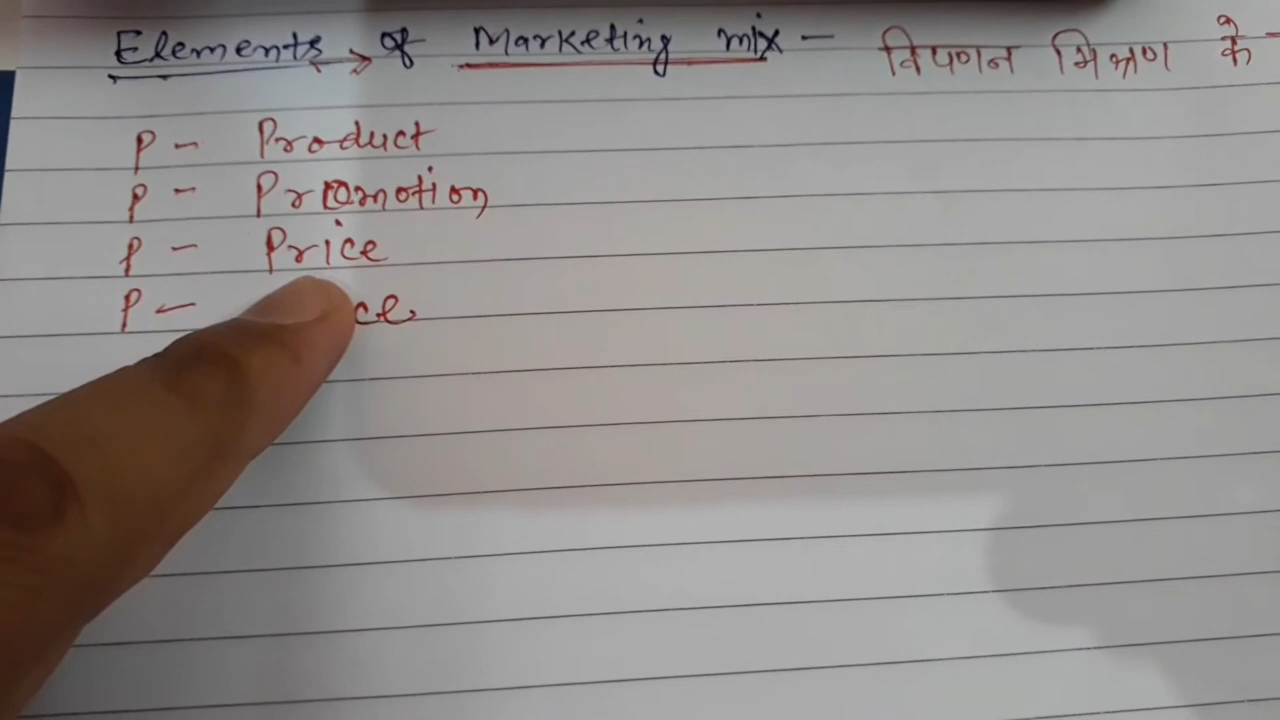 Elements of Marketing mix - विपणन मिश्रण के -
P - Product
P - Promotion
P - Price
P -